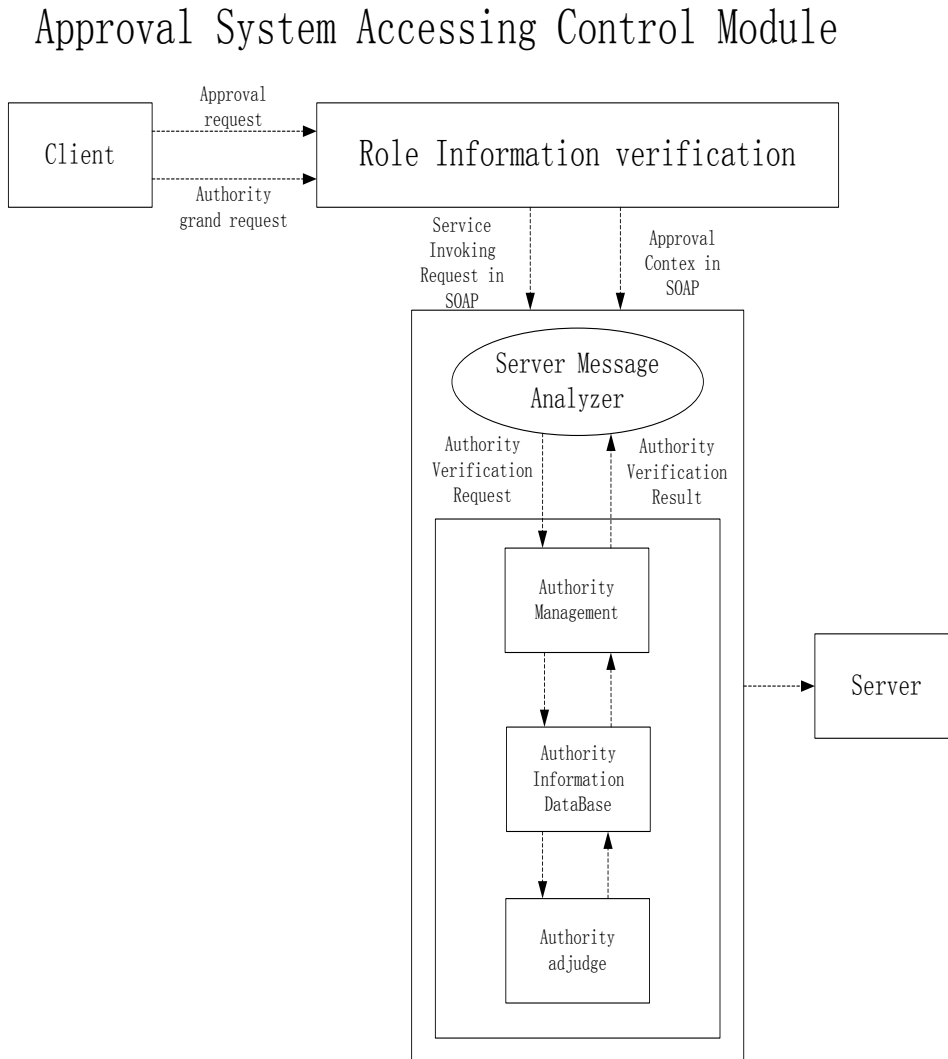 Approval System Accessing Control Module
Approval
request
Client
Role Information verification
Authority
grand request
Service
Invoking
Request in
SOAP
Approval
Contex in
SOAP
Server Message
Analyzer
Authority
Verification
Request
Authority
Verification
Result
Authority
Management
Server
Authority
Information
DataBase
Authority
adjudge